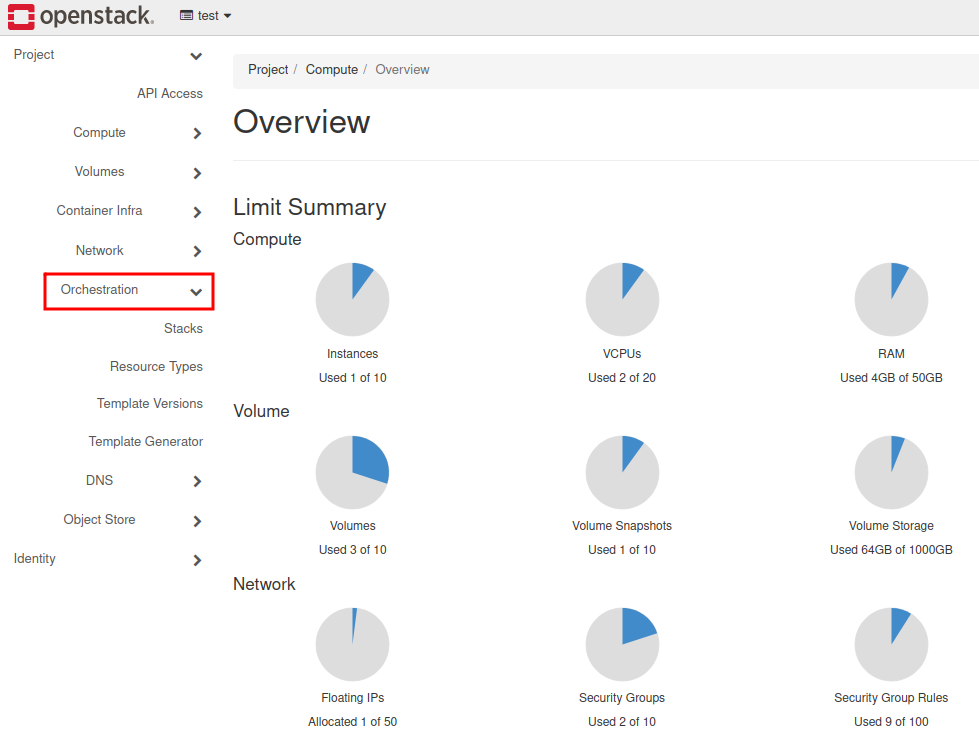 openstack. test
Project
API Access
Compute
Volumes
Container Infra
Network
Orchestration
Stacks
Resource Types
Template Versions
Template Generator
DNS
Object Store
Identity
Project / Compute / Overview
Overview
Limit Summary
Compute
Instances
Used 1 of 10
VCPUs
Used 2 of 20
RAM
Used 4GB of 50GB
Volume
Volumes
Used 3 of 10
Volume Snapshots
Used 1 of 10
Volume Storage
Used 64GB of 1000GB
Network
Floating IPs
Allocated 1 of 50
Security Groups
Used 2 of 10
Security Group Rules
Used 9 of 100